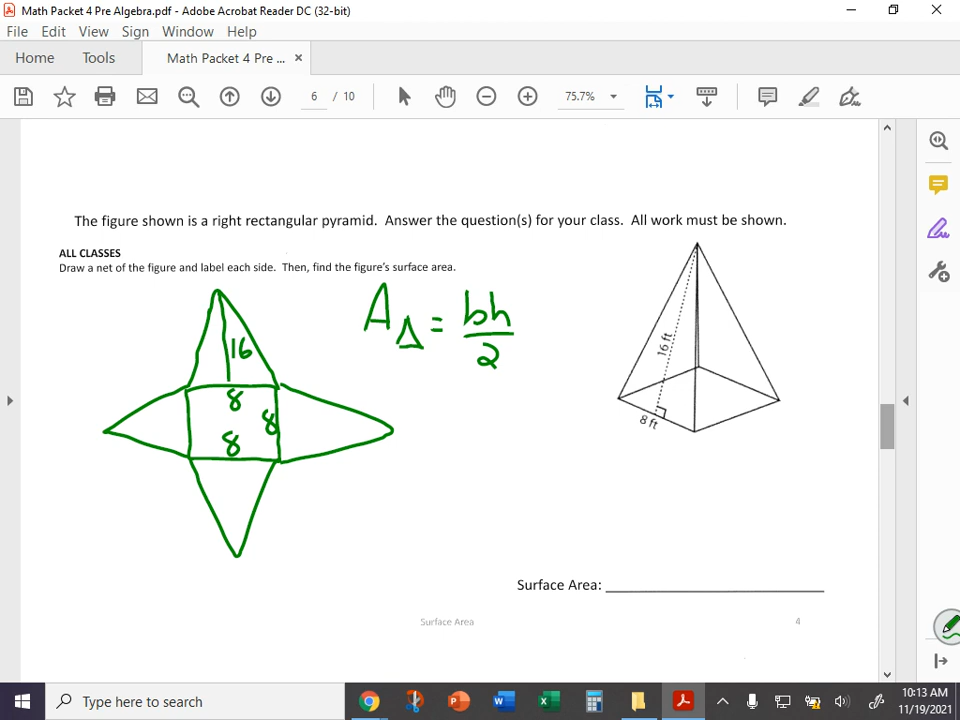 Math Packet 4 Pre Algebra.pdf - Adobe Acrobat Reader DC (32-bit)
File Edit View Sign Window Help
Home Tools Math Packet 4 Pre ... ×
6 / 10 75.7%
The figure shown is a right rectangular pyramid. Answer the question(s) for your class. All work must be shown.
ALL CLASSES
Draw a net of the figure and label each side. Then, find the figure's surface area.
A△ = bh/2
16
8
8
8
16 ft
8 ft
Surface Area: ____________________
Surface Area 4
Type here to search
10:13 AM
11/19/2021